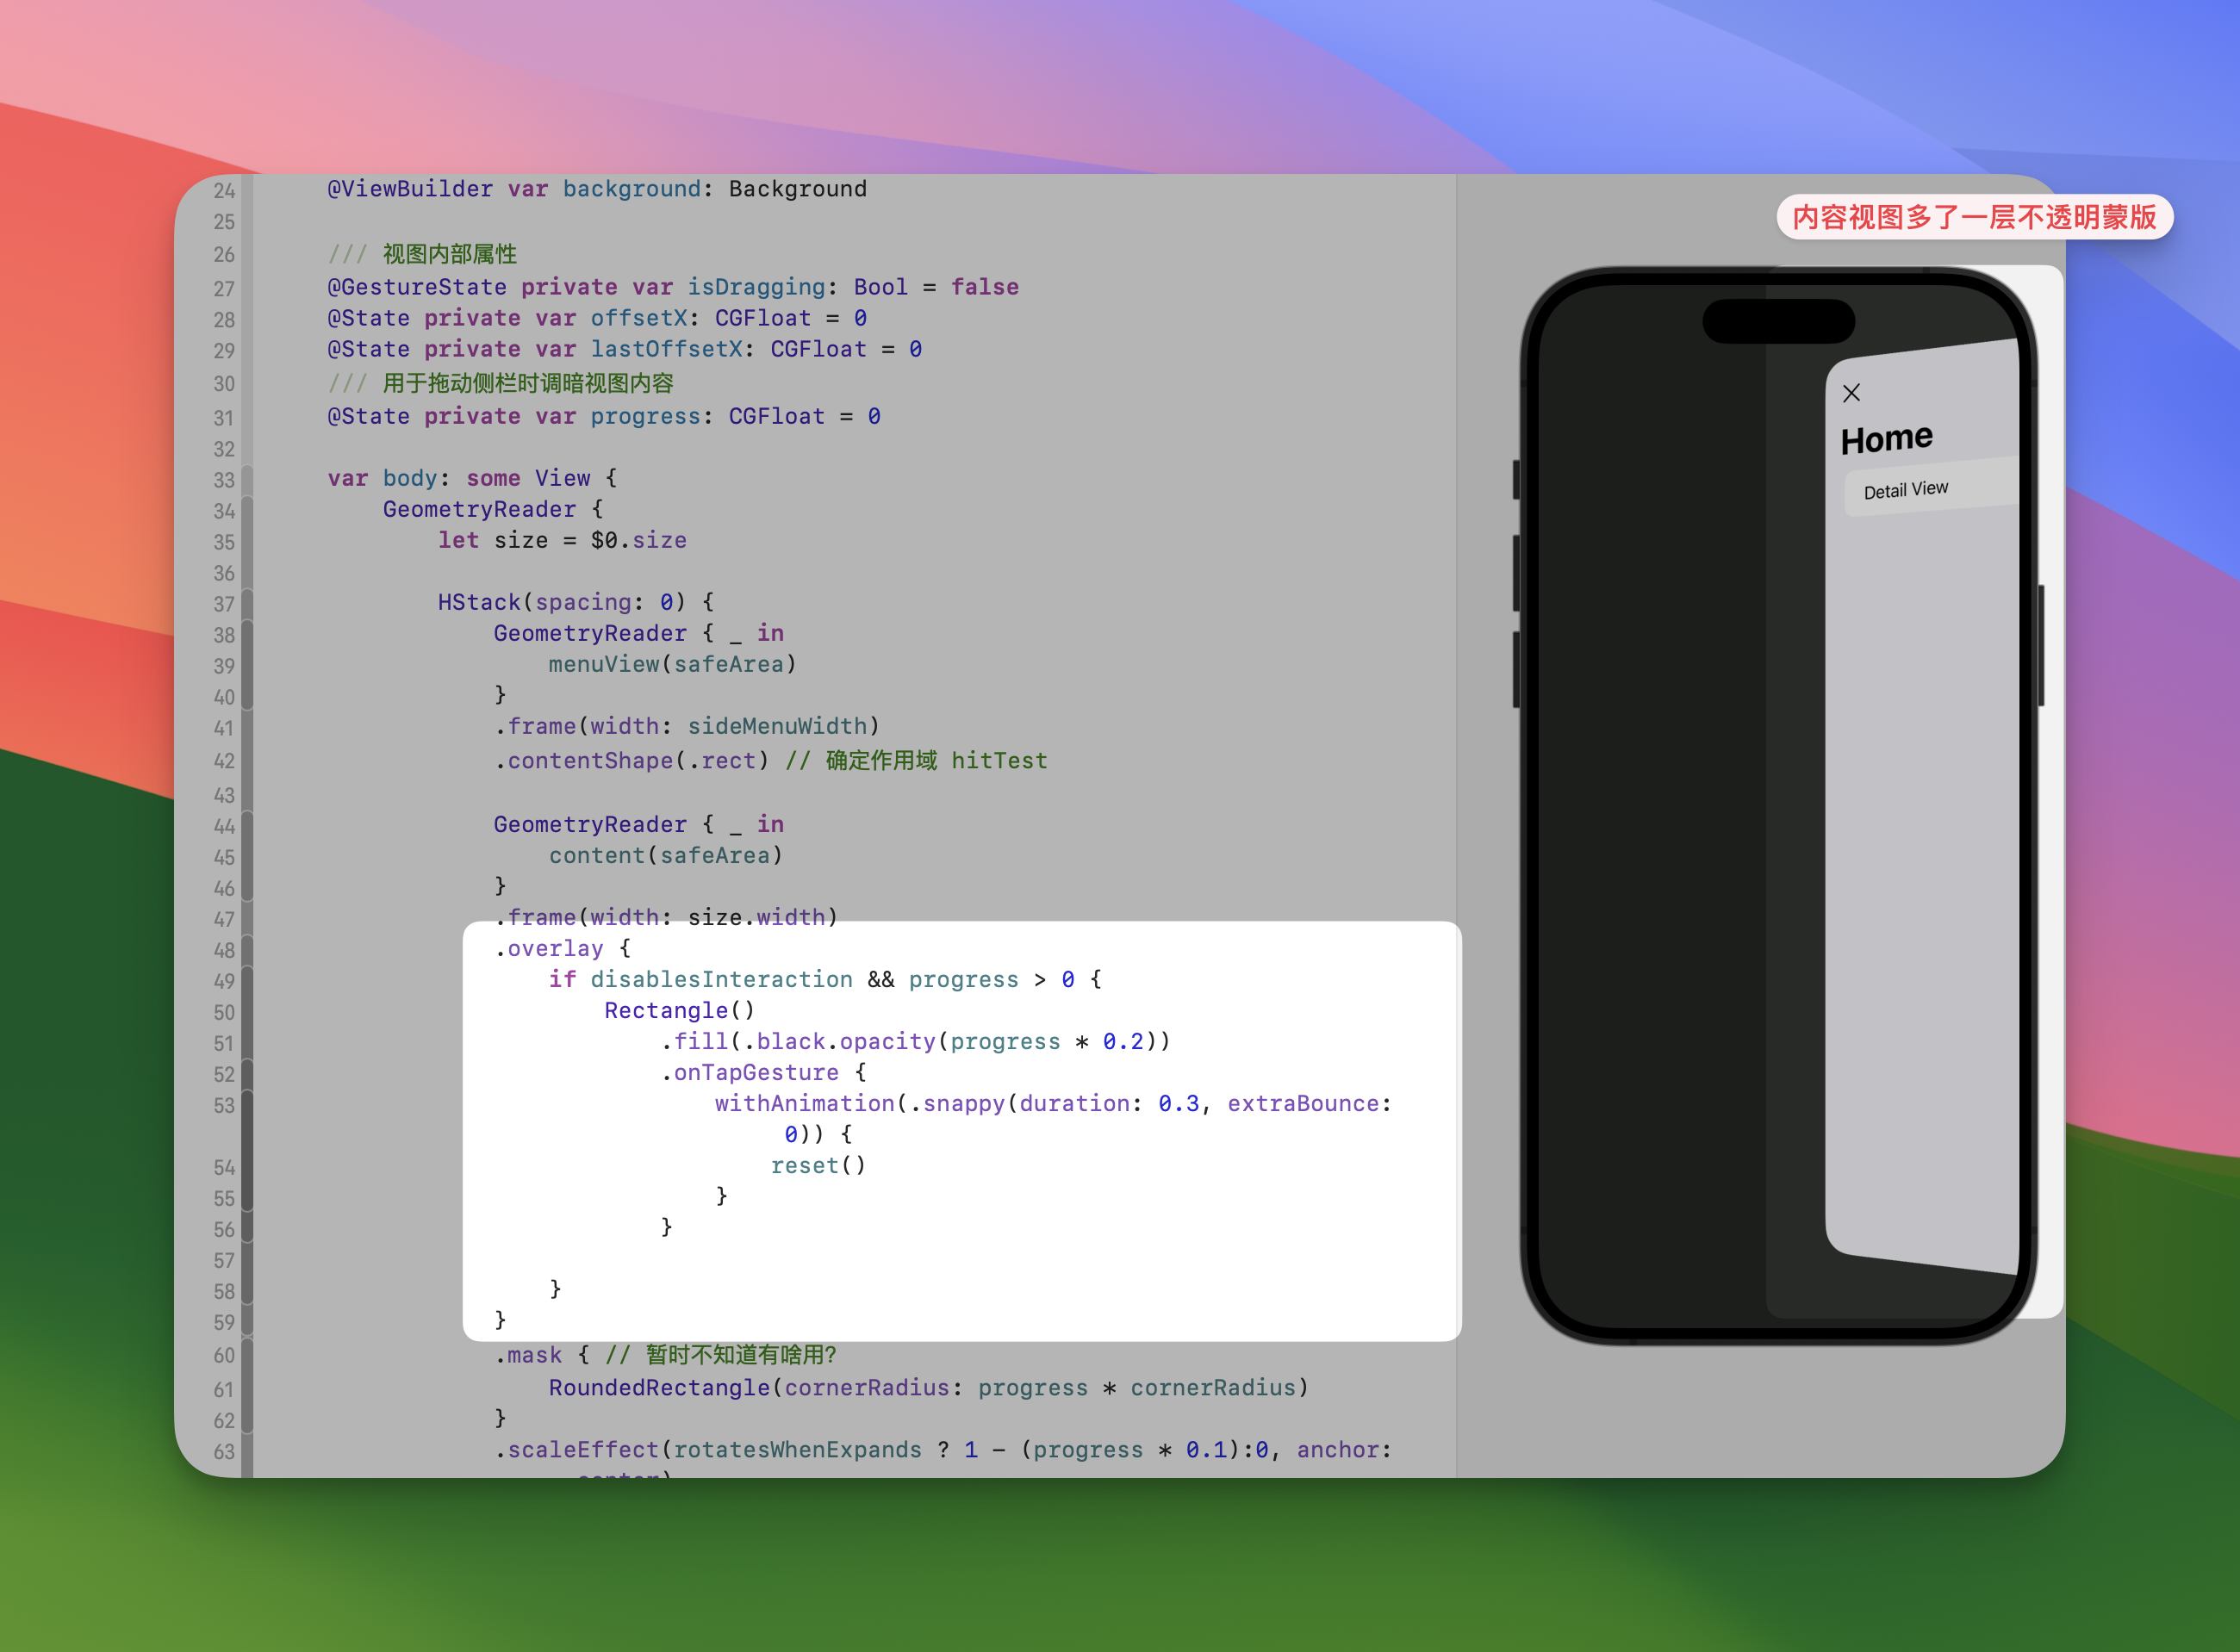 24 @ViewBuilder var background: Background
25
26 /// 视图内部属性
27 @GestureState private var isDragging: Bool = false
28 @State private var offsetX: CGFloat = 0
29 @State private var lastOffsetX: CGFloat = 0
30 /// 用于拖动侧栏时调暗视图内容
31 @State private var progress: CGFloat = 0
32
33 var body: some View {
34 GeometryReader {
35 let size = $0.size
36
37 HStack(spacing: 0) {
38 GeometryReader { _ in
39 menuView(safeArea)
40 }
41 .frame(width: sideMenuWidth)
42 .contentShape(.rect) // 确定作用域 hitTest
43
44 GeometryReader { _ in
45 content(safeArea)
46 }
47 .frame(width: size.width)
48 .overlay {
49 if disablesInteraction && progress > 0 {
50 Rectangle()
51 .fill(.black.opacity(progress * 0.2))
52 .onTapGesture {
53 withAnimation(.snappy(duration: 0.3, extraBounce:
0)) {
54 reset()
55 }
56 }
57
58 }
59 }
60 .mask { // 暂时不知道有啥用?
61 RoundedRectangle(cornerRadius: progress * cornerRadius)
62 }
63 .scaleEffect(rotatesWhenExpands ? 1 - (progress * 0.1):0, anchor:
center)
内容视图多了一层不透明蒙版
Home
Detail View